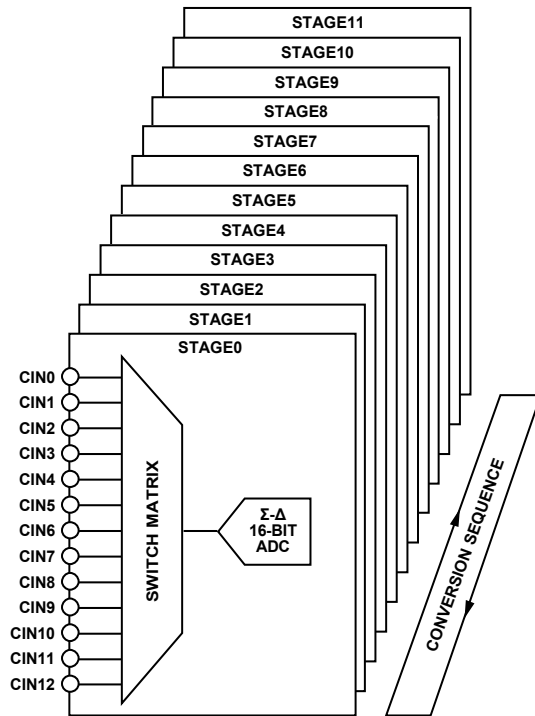 STAGE11
STAGE10
STAGE9
STAGE8
STAGE7
STAGE6
STAGE5
STAGE4
STAGE3
STAGE2
STAGE1
STAGE0
CIN0
CIN1
CIN2
CIN3
CIN4
CIN5
CIN6
CIN7
CIN8
CIN9
CIN10
CIN11
CIN12
SWITCH MATRIX
Σ-Δ
16-BIT
ADC
CONVERSION SEQUENCE